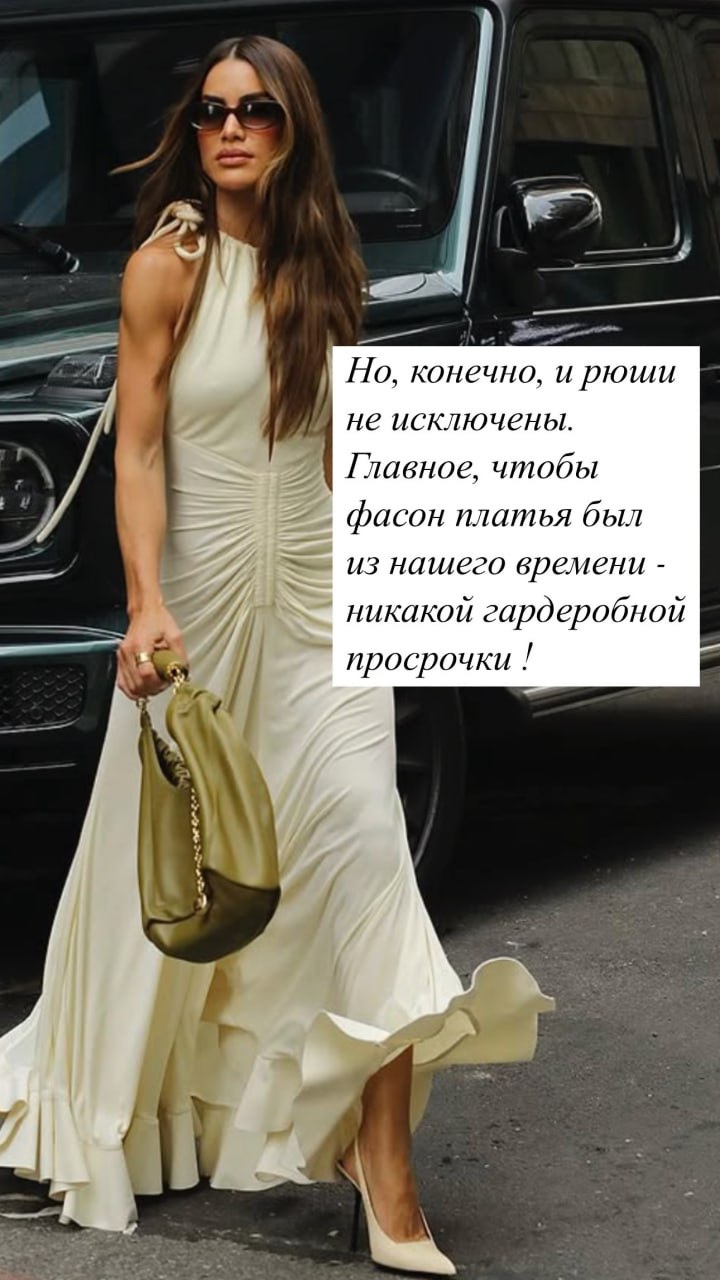 Но, конечно, и рюши
не исключены.
Главное, чтобы
фасон платья был
из нашего времени -
никакой гардеробной
просрочки !